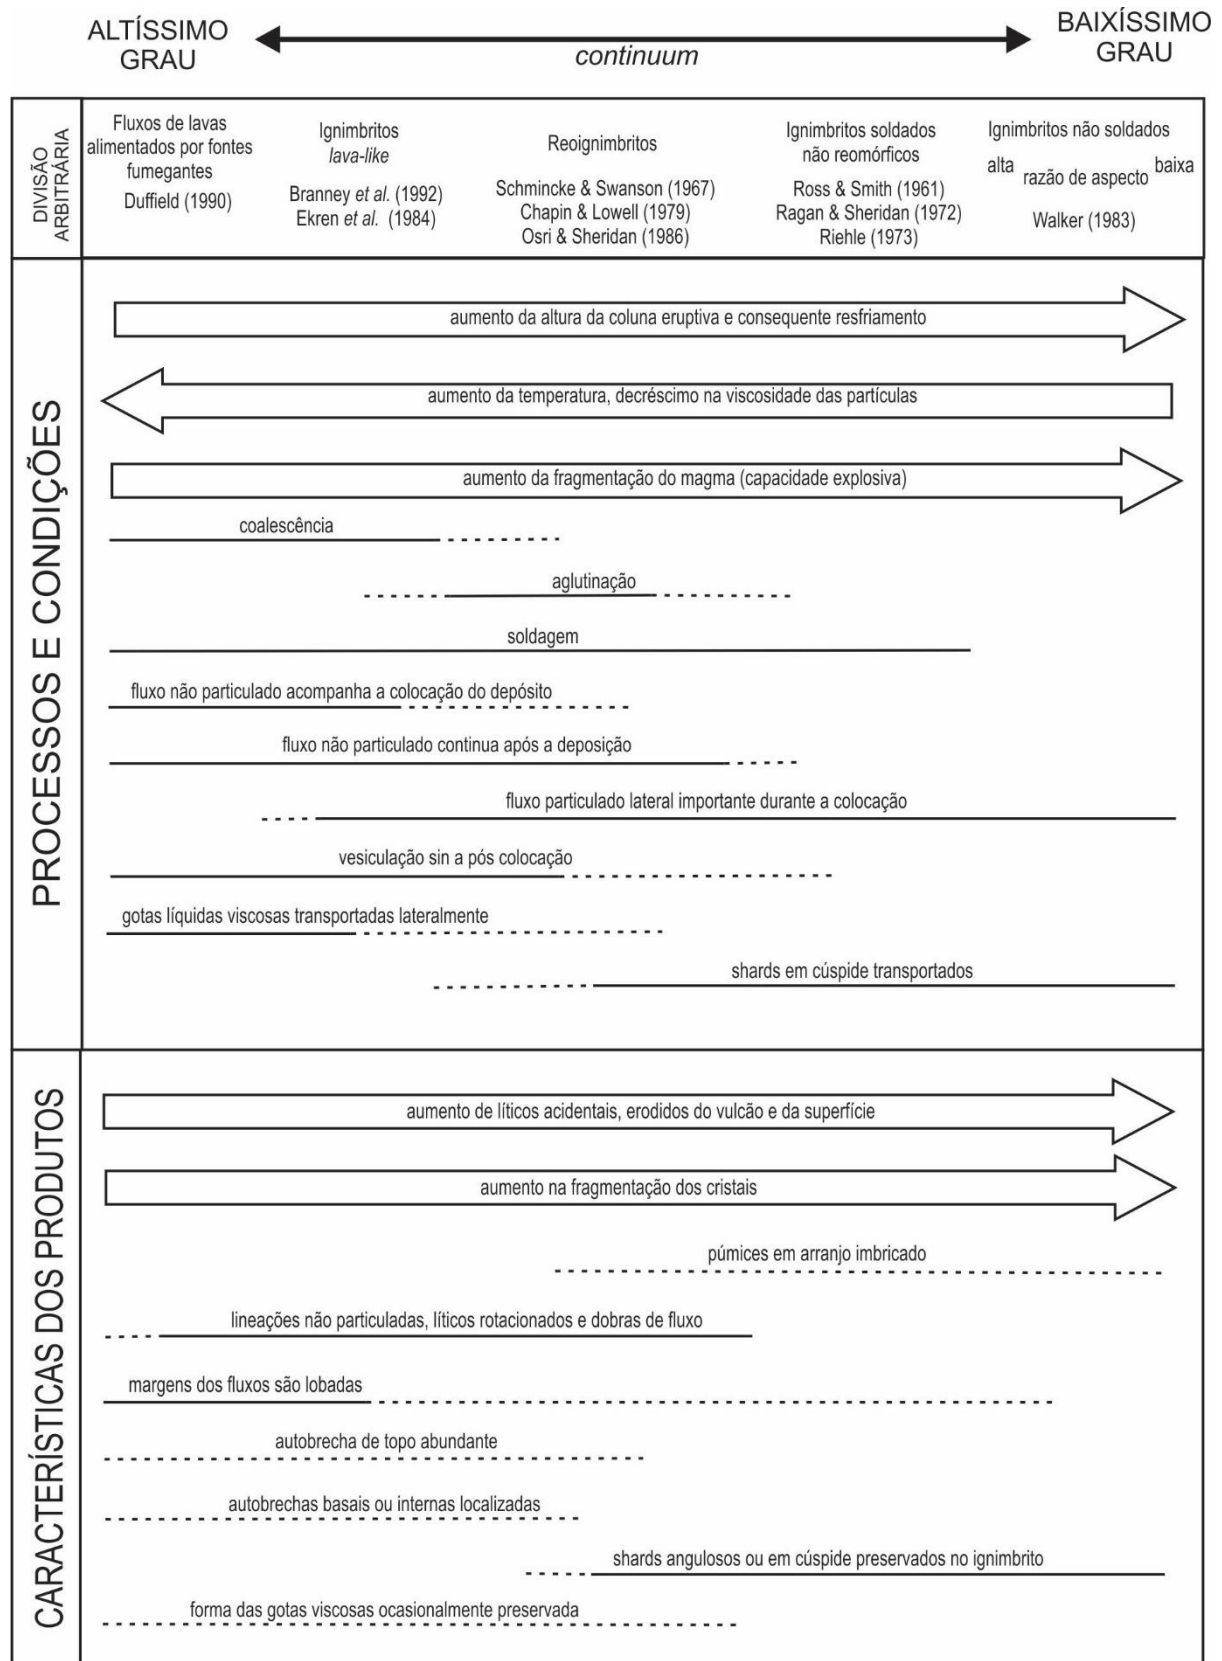 ALTÍSSIMO
GRAU
continuum
BAIXÍSSIMO
GRAU
DIVISÃO
ARBITRÁRIA
Fluxos de lavas
alimentados por fontes
fumegantes
Duffield (1990)
Ignimbritos
lava-like
Branney et al. (1992)
Ekren et al. (1984)
Reoignimbritos
Schmincke & Swanson (1967)
Chapin & Lowell (1979)
Osri & Sheridan (1986)
Ignimbritos soldados
não reomórficos
Ross & Smith (1961)
Ragan & Sheridan (1972)
Riehle (1973)
Ignimbritos não soldados
alta razão de aspecto baixa
Walker (1983)
PROCESSOS E CONDIÇÕES
aumento da altura da coluna eruptiva e consequente resfriamento
aumento da temperatura, decréscimo na viscosidade das partículas
aumento da fragmentação do magma (capacidade explosiva)
coalescência
aglutinação
soldagem
fluxo não particulado acompanha a colocação do depósito
fluxo não particulado continua após a deposição
fluxo particulado lateral importante durante a colocação
vesiculação sin a pós colocação
gotas líquidas viscosas transportadas lateralmente
shards em cúspide transportados
CARACTERÍSTICAS DOS PRODUTOS
aumento de líticos acidentais, erodidos do vulcão e da superfície
aumento na fragmentação dos cristais
púmices em arranjo imbricado
lineações não particuladas, líticos rotacionados e dobras de fluxo
margens dos fluxos são lobadas
autobrecha de topo abundante
autobrechas basais ou internas localizadas
shards angulosos ou em cúspide preservados no ignimbrito
forma das gotas viscosas ocasionalmente preservada